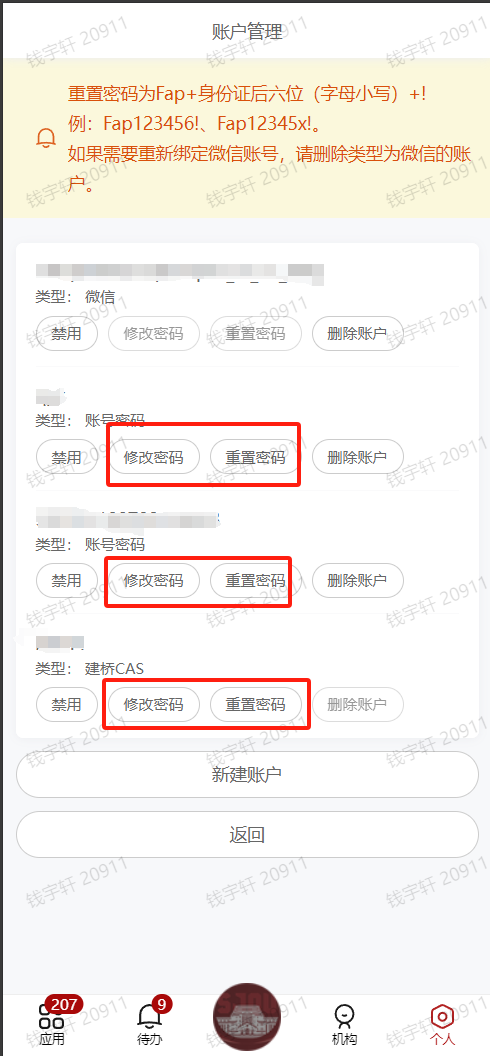 账户管理
重置密码为Fap+身份证后六位（字母小写）+!
例：Fap123456!、Fap12345x!。
如果需要重新绑定微信账号，请删除类型为微信的账
户。
类型： 微信
禁用 修改密码 重置密码 删除账户
类型： 账号密码
禁用 修改密码 重置密码 删除账户
类型： 账号密码
禁用 修改密码 重置密码 删除账户
类型： 建桥CAS
禁用 修改密码 重置密码 删除账户
新建账户
返回
207 9
应用 待办 机构 个人
钱宇轩 20911